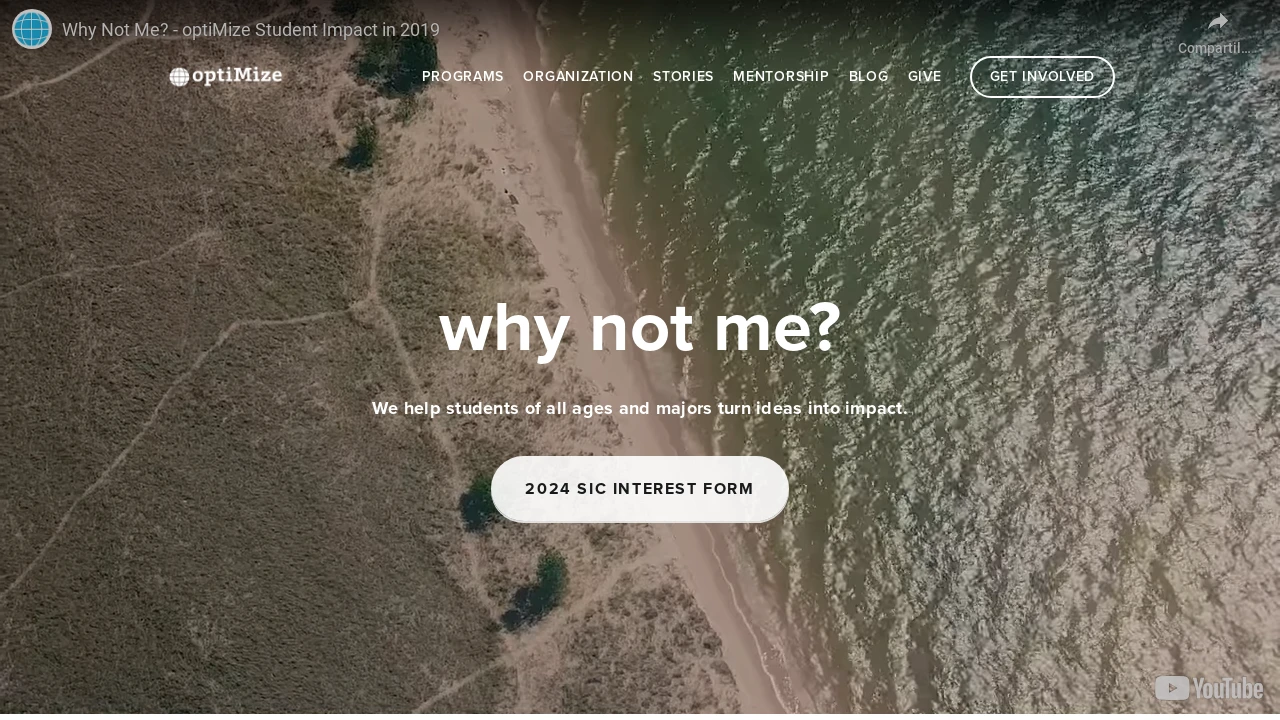 Why Not Me? - optiMize Student Impact in 2019
Compartil...
optiMize
PROGRAMS ORGANIZATION STORIES MENTORSHIP BLOG GIVE GET INVOLVED
why not me?
We help students of all ages and majors turn ideas into impact.
2024 SIC INTEREST FORM
YouTube